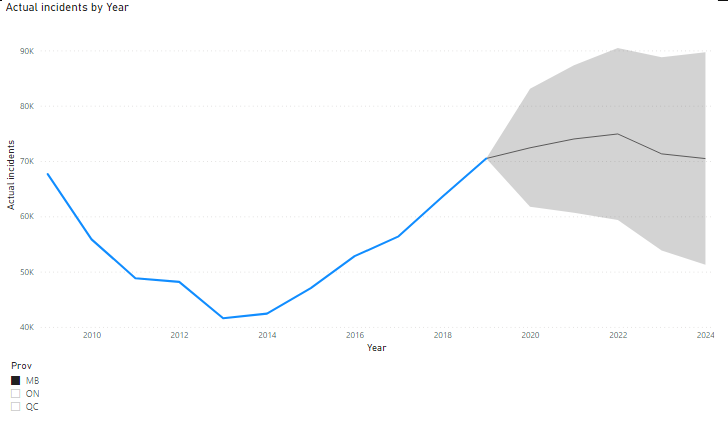 Actual incidents by Year
90K
80K
70K
60K
50K
40K
Actual incidents
2010 2012 2014 2016 2018 2020 2022 2024
Year
Prov
MB
ON
QC